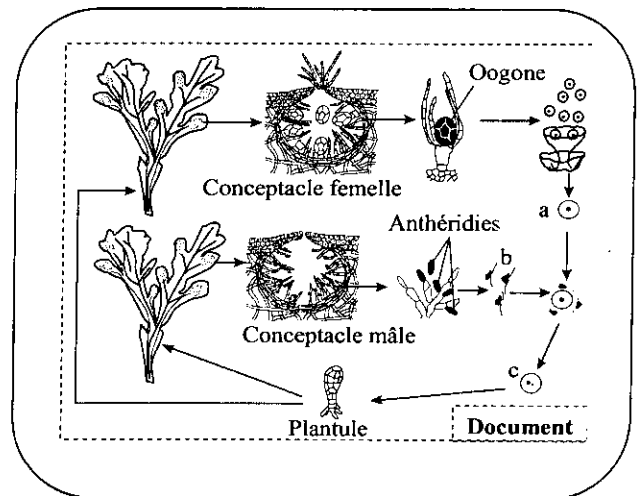 Oogone
Conceptacle femelle
a
Anthéridies
b
Conceptacle mâle
c
Plantule
Document